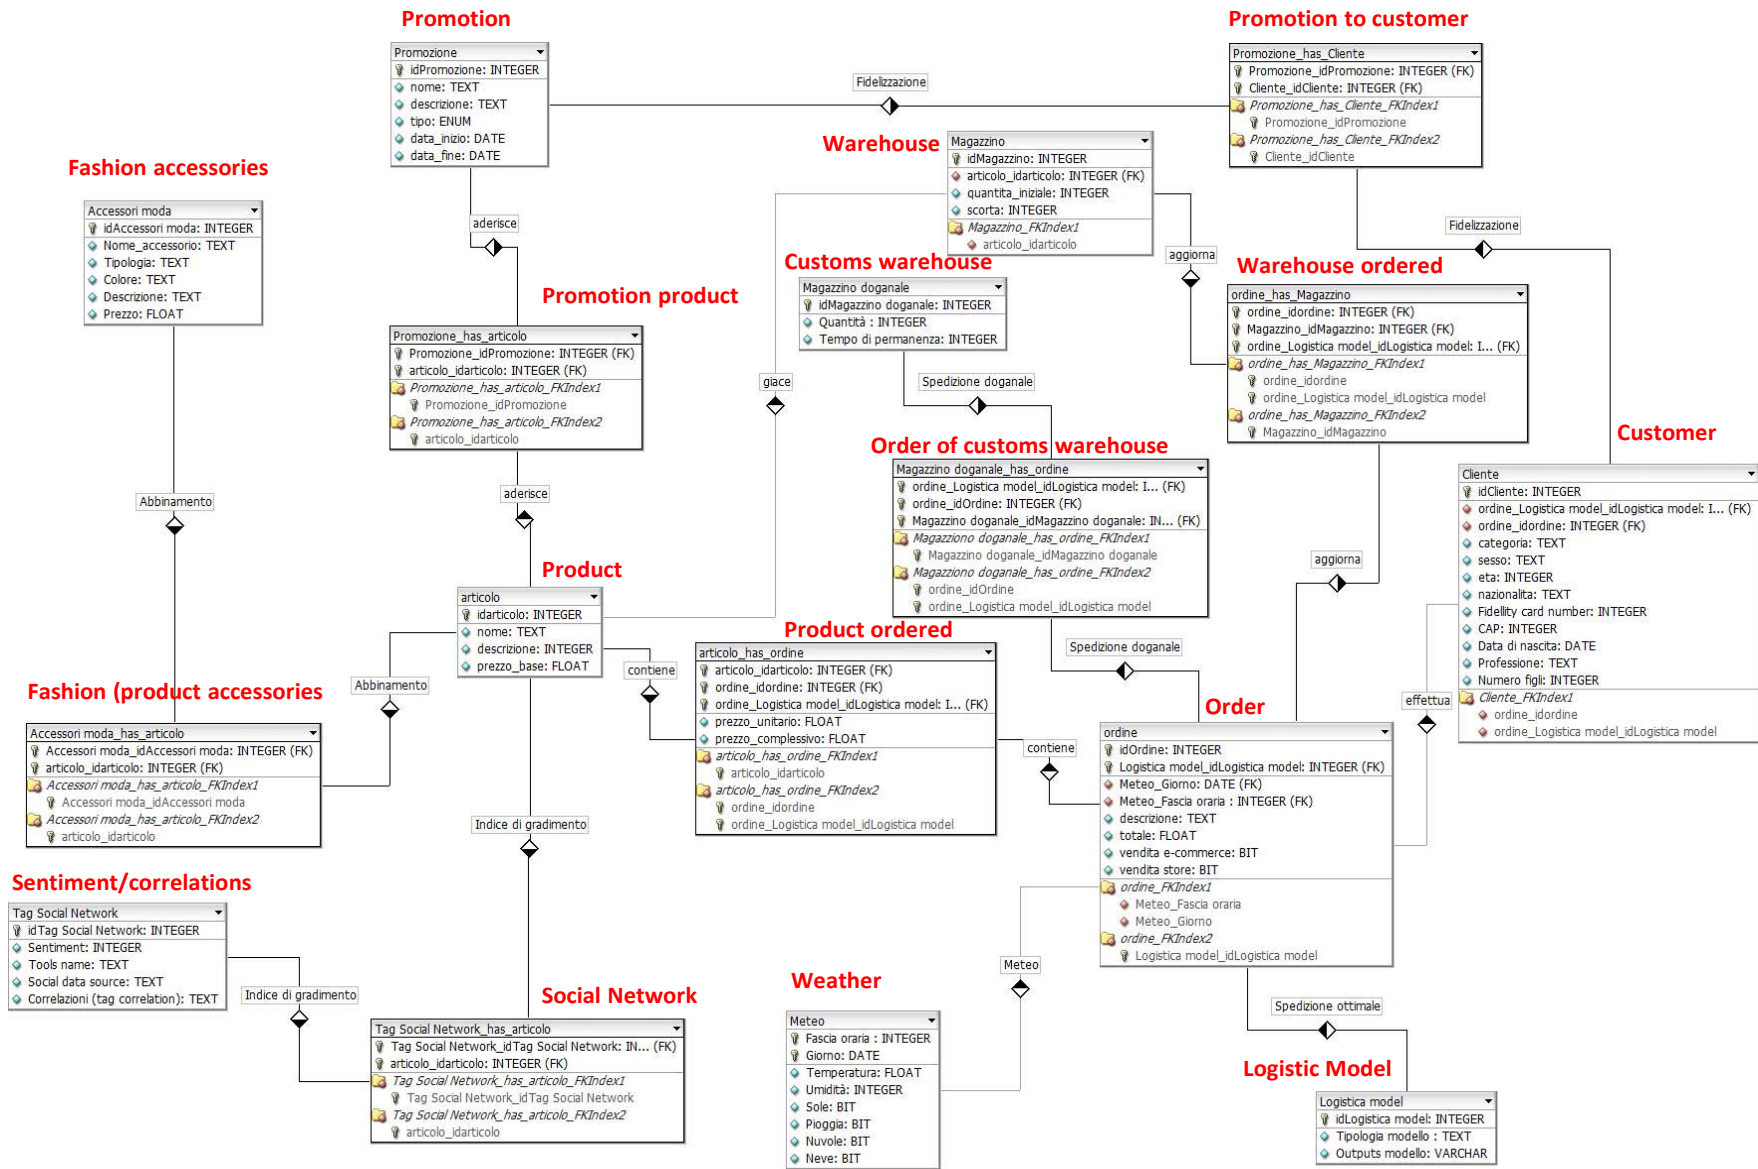 Promotion
Promozione
idPromozione: INTEGER
nome: TEXT
descrizione: TEXT
tipo: ENUM
data_inizio: DATE
data_fine: DATE
Fidelizzazione
Promotion to customer
Promozione_has_Cliente
Promozione_idPromozione: INTEGER (FK)
Cliente_idCliente: INTEGER (FK)
Promozione_has_Cliente_FKIndex1
Promozione_idPromozione
Promozione_has_Cliente_FKIndex2
Cliente_idCliente
Fidelizzazione
Warehouse
Magazzino
idMagazzino: INTEGER
articolo_idarticolo: INTEGER (FK)
quantita_iniziale: INTEGER
scorta: INTEGER
Magazzino_FKIndex1
articolo_idarticolo
aggiorna
Fashion accessories
Accessori moda
idAccessori moda: INTEGER
Nome_accessorio: TEXT
Tipologia: TEXT
Colore: TEXT
Descrizione: TEXT
Prezzo: FLOAT
Abbinamento
aderisce
Promotion product
Promozione_has_articolo
Promozione_idPromozione: INTEGER (FK)
articolo_idarticolo: INTEGER (FK)
Promozione_has_articolo_FKIndex1
Promozione_idPromozione
Promozione_has_articolo_FKIndex2
articolo_idarticolo
aderisce
giace
Customs warehouse
Magazzino doganale
idMagazzino doganale: INTEGER
Quantità : INTEGER
Tempo di permanenza: INTEGER
Spedizione doganale
Warehouse ordered
ordine_has_Magazzino
ordine_idordine: INTEGER (FK)
Magazzino_idMagazzino: INTEGER (FK)
ordine_Logistica model_idLogistica model: I... (FK)
ordine_has_Magazzino_FKIndex1
ordine_idordine
ordine_Logistica model_idLogistica model
ordine_has_Magazzino_FKIndex2
Magazzino_idMagazzino
aggiorna
Order of customs warehouse
Magazzino doganale_has_ordine
ordine_Logistica model_idLogistica model: I... (FK)
ordine_idOrdine: INTEGER (FK)
Magazzino doganale_idMagazzino doganale: IN... (FK)
Magazziono doganale_has_ordine_FKIndex1
Magazzino doganale_idMagazzino doganale
Magazziono doganale_has_ordine_FKIndex2
ordine_idOrdine
ordine_Logistica model_idLogistica model
Spedizione doganale
Customer
Cliente
idCliente: INTEGER
ordine_Logistica model_idLogistica model: I... (FK)
ordine_idordine: INTEGER (FK)
categoria: TEXT
sesso: TEXT
eta: INTEGER
nazionalita: TEXT
Fidellity card number: INTEGER
CAP: INTEGER
Data di nascita: DATE
Professione: TEXT
Numero figli: INTEGER
Cliente_FKIndex1
ordine_idordine
ordine_Logistica model_idLogistica model
effettua
Product
articolo
idarticolo: INTEGER
nome: TEXT
descrizione: INTEGER
prezzo_base: FLOAT
Abbinamento
contiene
Product ordered
articolo_has_ordine
articolo_idarticolo: INTEGER (FK)
ordine_idordine: INTEGER (FK)
ordine_Logistica model_idLogistica model: I... (FK)
prezzo_unitario: FLOAT
prezzo_complessivo: FLOAT
articolo_has_ordine_FKIndex1
articolo_idarticolo
articolo_has_ordine_FKIndex2
ordine_idordine
ordine_Logistica model_idLogistica model
contiene
Fashion (product accessories
Accessori moda_has_articolo
Accessori moda_idAccessori moda: INTEGER (FK)
articolo_idarticolo: INTEGER (FK)
Accessori moda_has_articolo_FKIndex1
Accessori moda_idAccessori moda
Accessori moda_has_articolo_FKIndex2
articolo_idarticolo
Order
ordine
idOrdine: INTEGER
Logistica model_idLogistica model: INTEGER (FK)
Meteo_Giorno: DATE (FK)
Meteo_Fascia oraria : INTEGER (FK)
descrizione: TEXT
totale: FLOAT
vendita e-commerce: BIT
vendita store: BIT
ordine_FKIndex1
Meteo_Fascia oraria
Meteo_Giorno
ordine_FKIndex2
Logistica model_idLogistica model
Indice di gradimento
Sentiment/correlations
Tag Social Network
idTag Social Network: INTEGER
Sentiment: INTEGER
Tools name: TEXT
Social data source: TEXT
Correlazioni (tag correlation): TEXT
Indice di gradimento
Social Network
Tag Social Network_has_articolo
Tag Social Network_idTag Social Network: IN... (FK)
articolo_idarticolo: INTEGER (FK)
Tag Social Network_has_articolo_FKIndex1
Tag Social Network_idTag Social Network
Tag Social Network_has_articolo_FKIndex2
articolo_idarticolo
Meteo
Weather
Meteo
Fascia oraria : INTEGER
Giorno: DATE
Temperatura: FLOAT
Umidità: INTEGER
Sole: BIT
Pioggia: BIT
Nuvole: BIT
Neve: BIT
Spedizione ottimale
Logistic Model
Logistica model
idLogistica model: INTEGER
Tipologia modello : TEXT
Outputs modello: VARCHAR